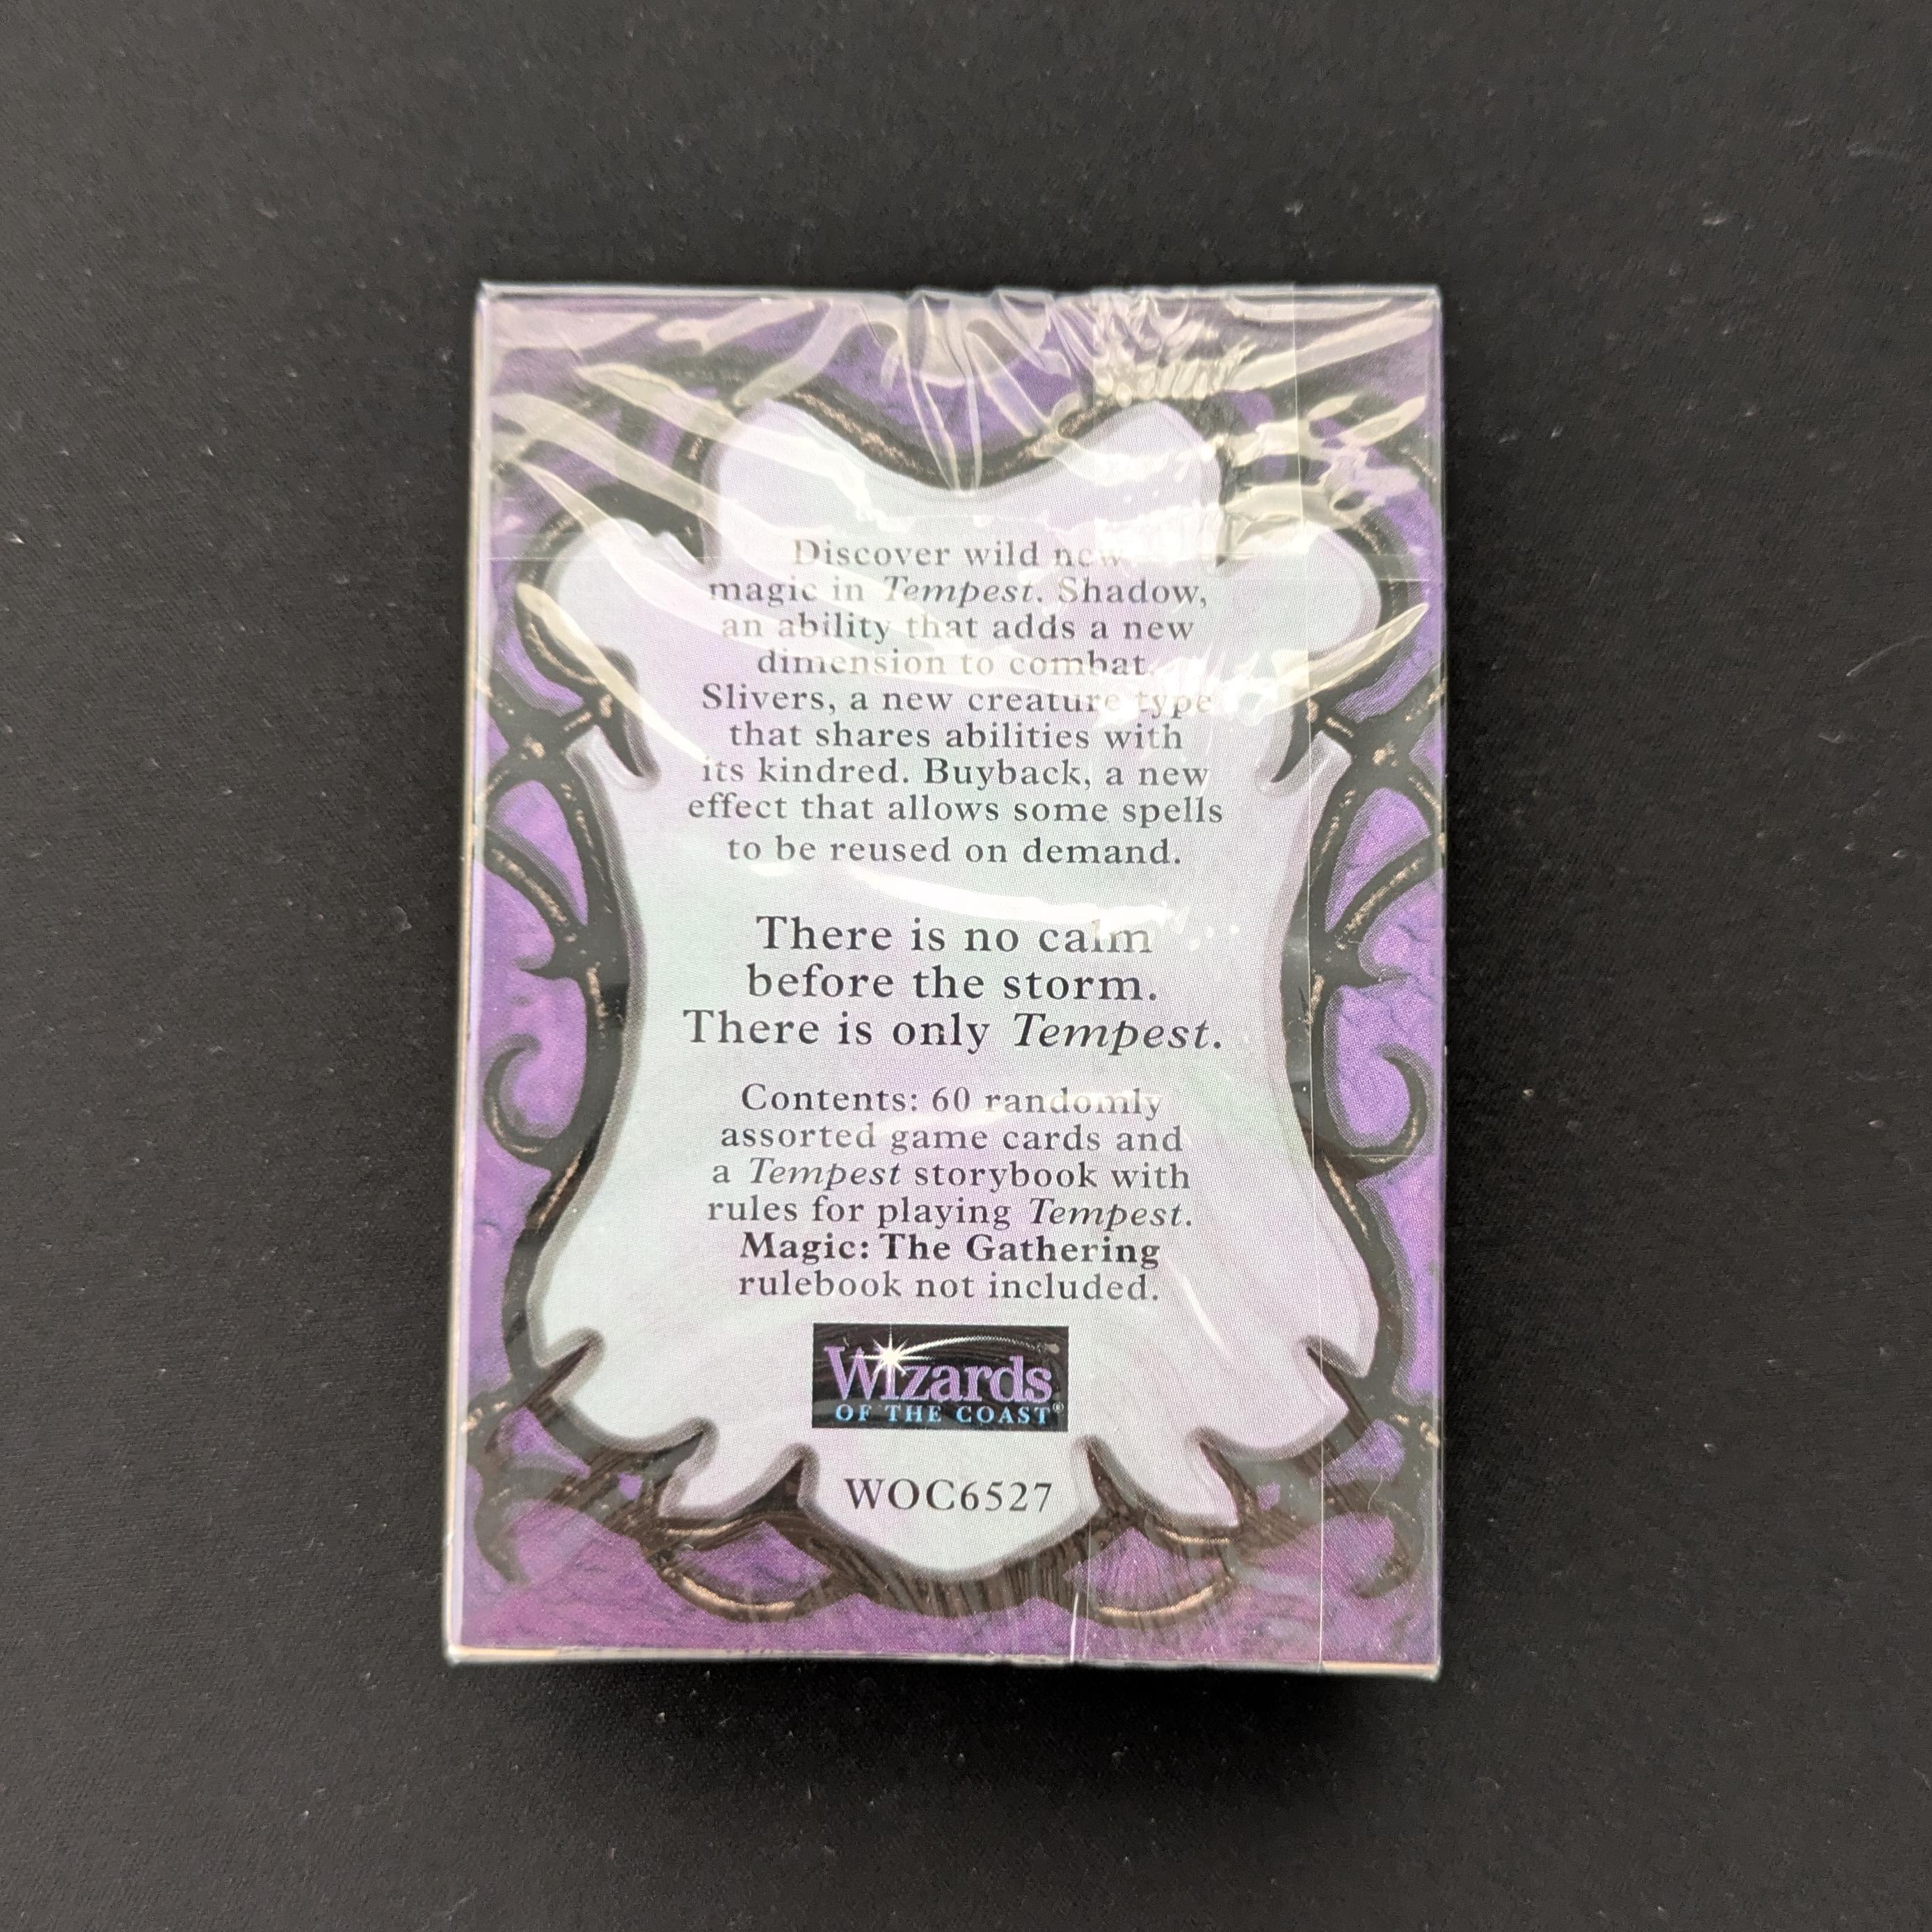 Discover wild new
magic in Tempest. Shadow,
an ability that adds a new
dimension to combat.
Slivers, a new creature type
that shares abilities with
its kindred. Buyback, a new
effect that allows some spells
to be reused on demand.
There is no calm
before the storm.
There is only Tempest.
Contents: 60 randomly
assorted game cards and
a Tempest storybook with
rules for playing Tempest.
Magic: The Gathering
rulebook not included.
Wizards
OF THE COAST®
WOC6527